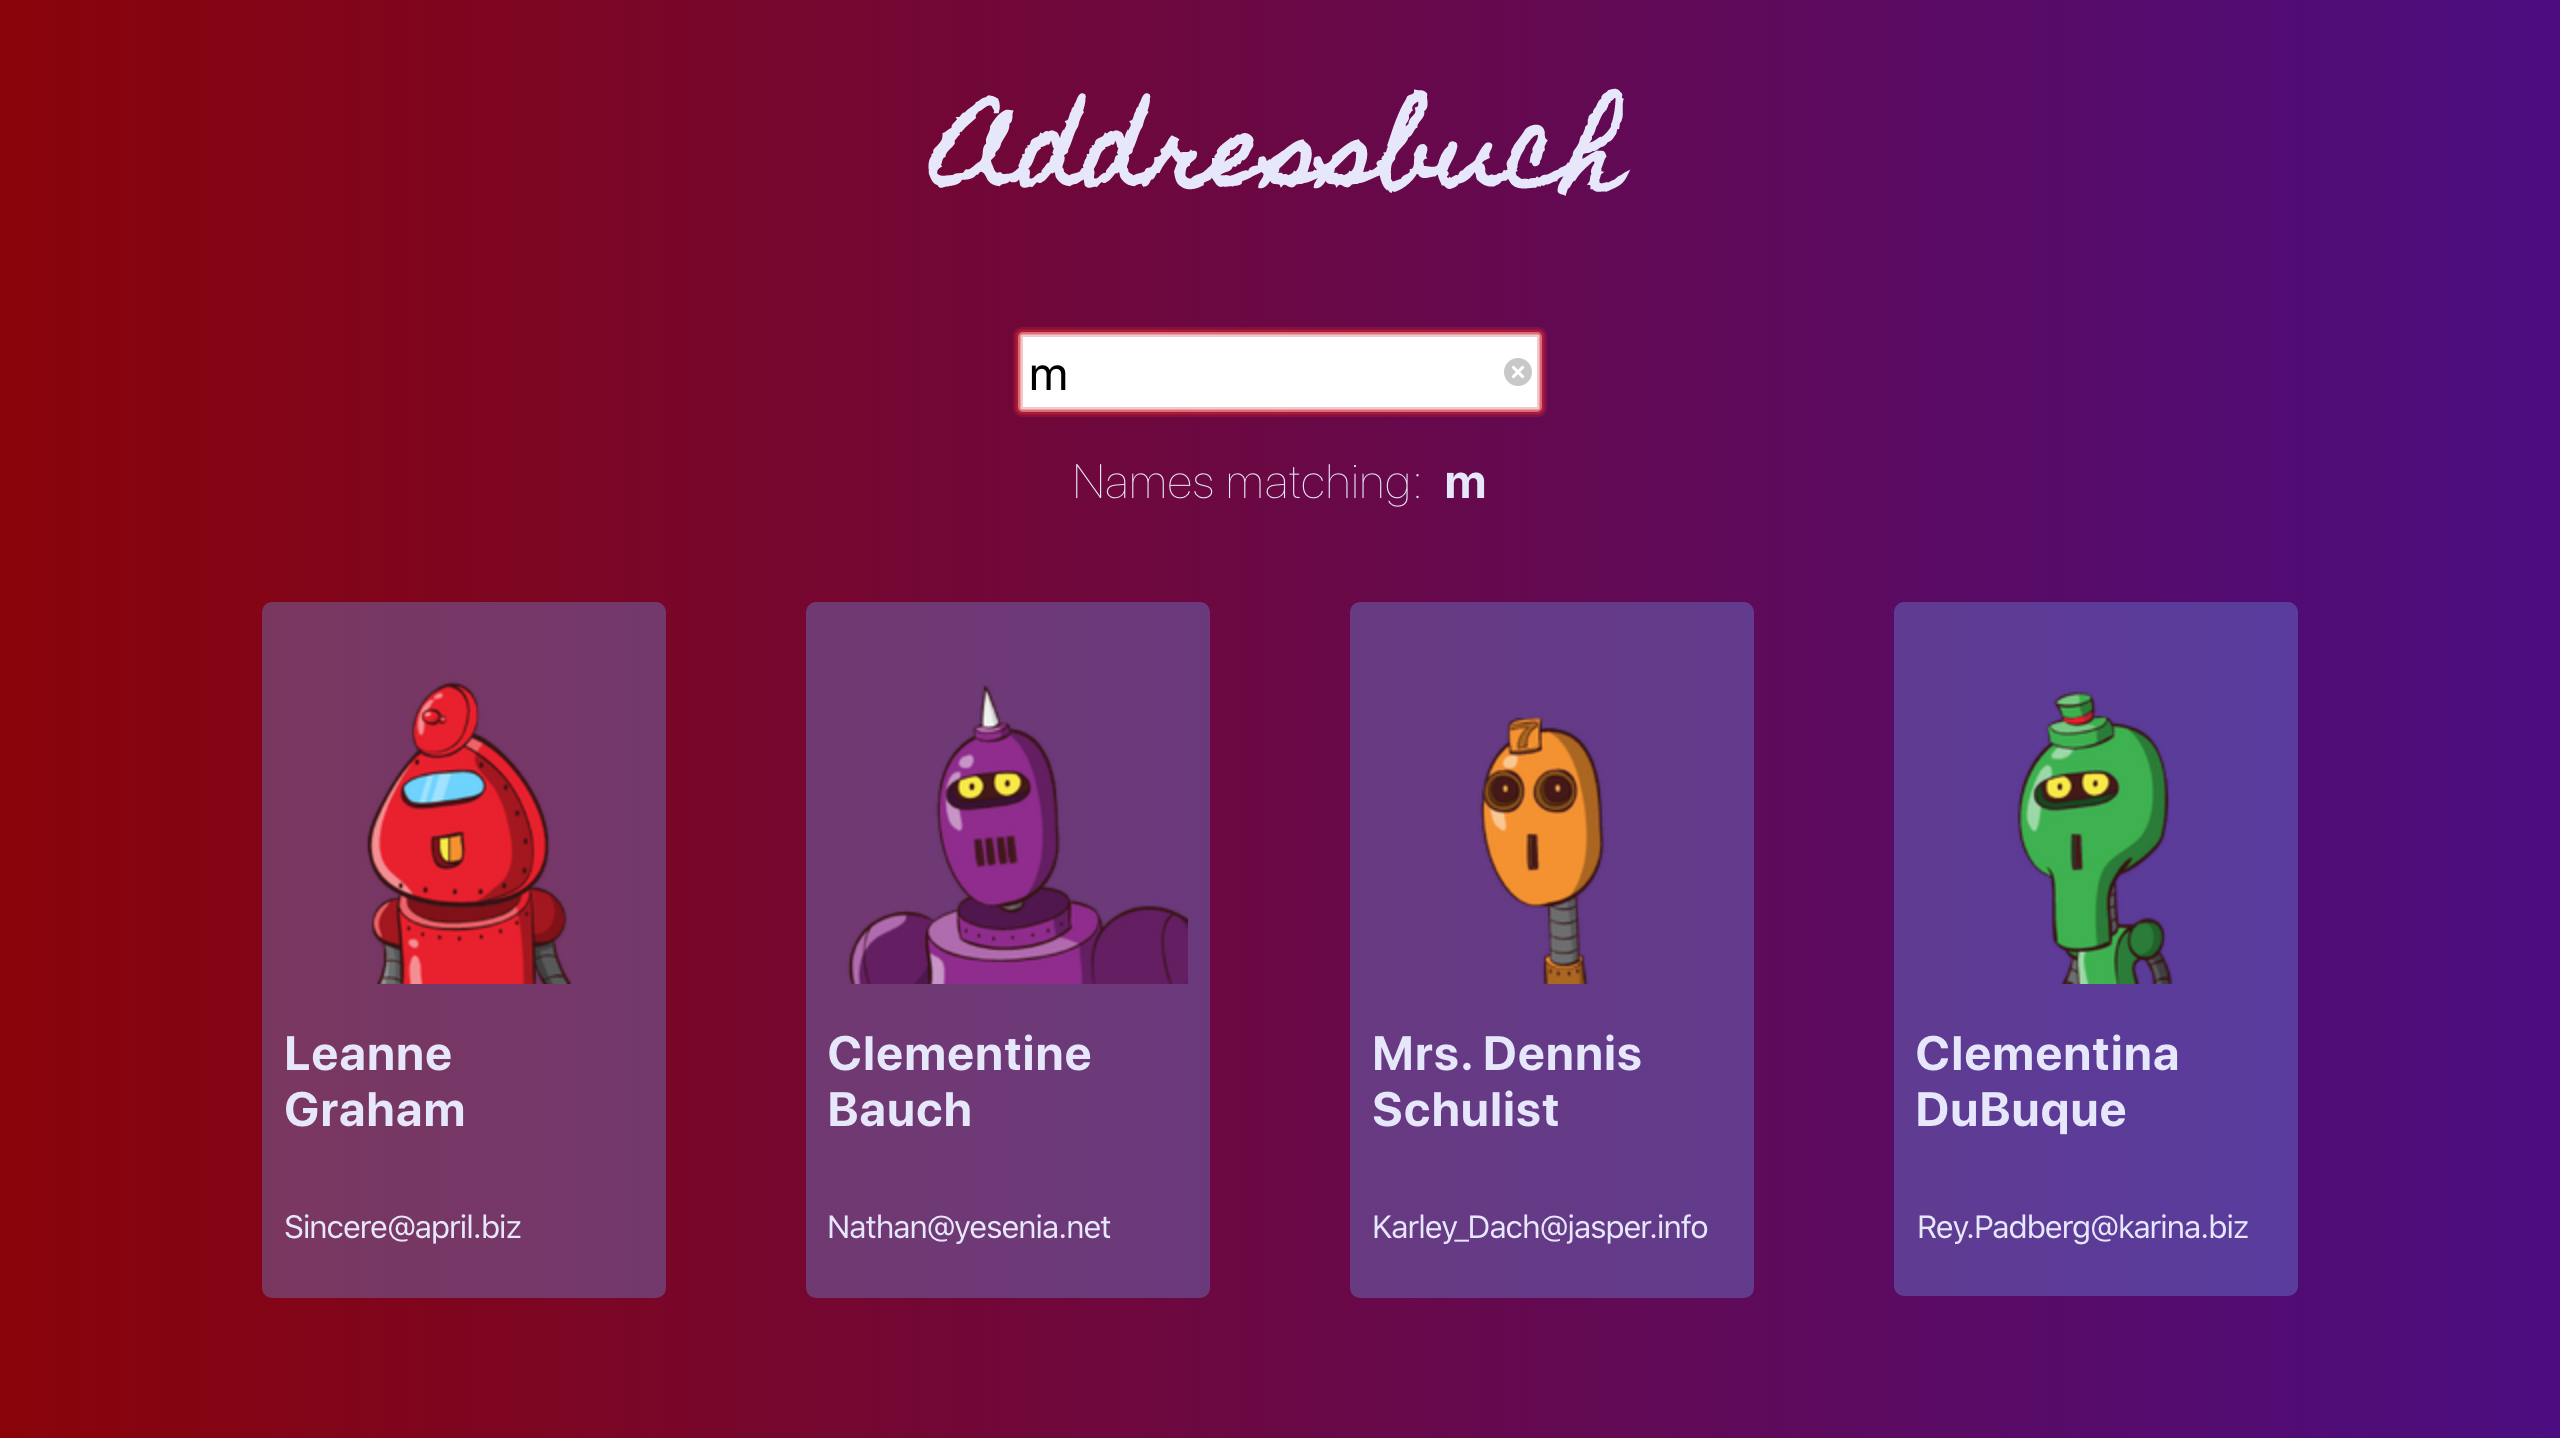 Addressbuch
m
Names matching: m
7
Leanne
Graham
Sincere@april.biz
Clementine
Bauch
Nathan@yesenia.net
Mrs. Dennis
Schulist
Karley_Dach@jasper.info
Clementina
DuBuque
Rey.Padberg@karina.biz